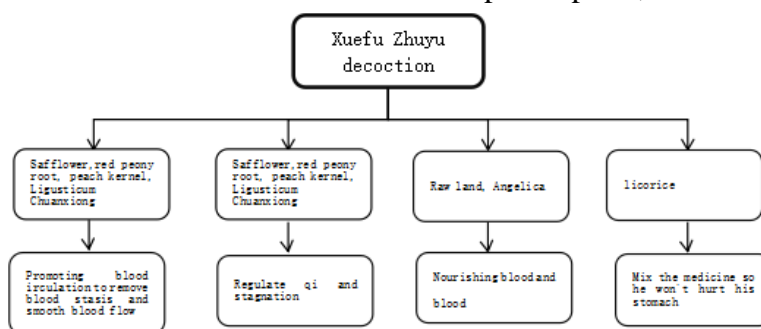 Xuefu Zhuyu
decoction
Safflower, red peony
root, peach kernel,
Ligusticum
Chuanxiong
Safflower, red peony
root, peach kernel,
Ligusticum
Chuanxiong
Raw land, Angelica
licorice
Promoting blood
irculation to remove
blood stasis and
smooth blood flow
Regulate qi and
stagnation
Nourishing blood and
blood
Mix the medicine so
he won't hurt his
stomach